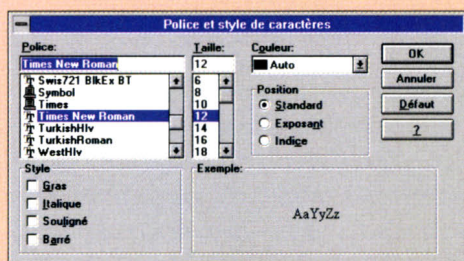 Police et style de caractères
Police:
Times New Roman
Swis721 BlkEx BT
Symbol
Times
Times New Roman
TurkishHlv
TurkishRoman
WestHlv
Taille:
12
6
8
10
12
14
16
18
Couleur:
Auto
Position
Standard
Exposant
Indice
OK
Annuler
Défaut
?
Style
Gras
Italique
Souligné
Barré
Exemple:
AaYyZz